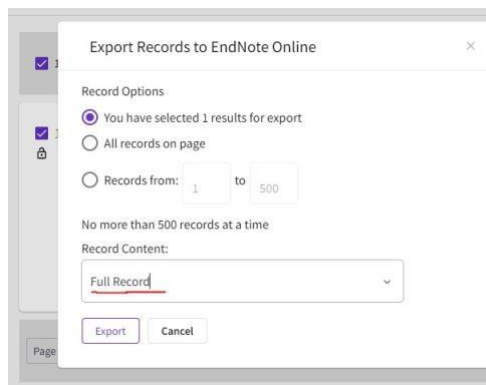 Export Records to EndNote Online
Record Options
You have selected 1 results for export
All records on page
Records from: 1 to 500
No more than 500 records at a time
Record Content:
Full Record
Export Cancel
Page